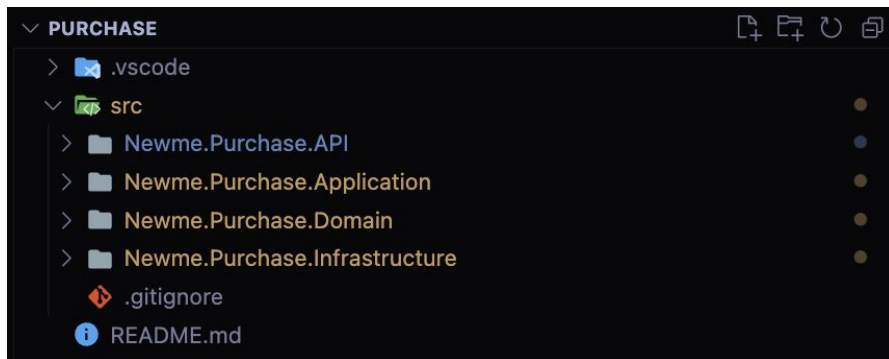 PURCHASE
.vscode
src
Newme.Purchase.API
Newme.Purchase.Application
Newme.Purchase.Domain
Newme.Purchase.Infrastructure
.gitignore
README.md